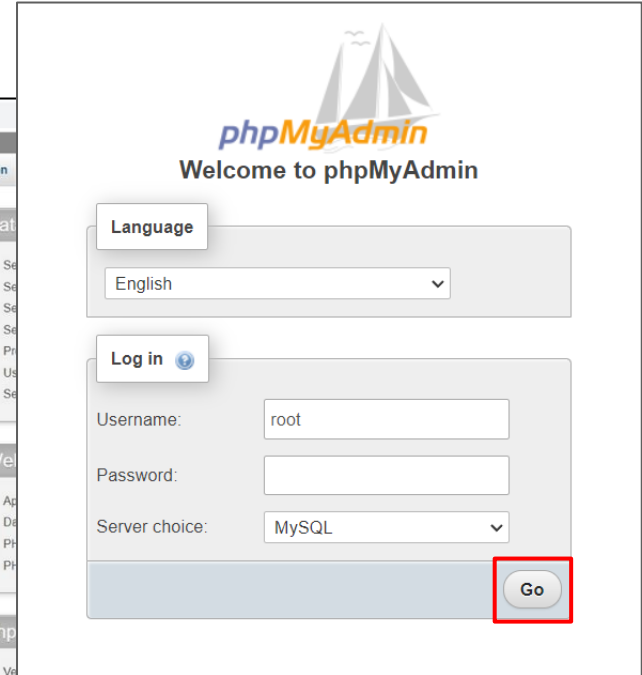 phpMyAdmin
Welcome to phpMyAdmin
Language
English
Log in
Username: root
Password:
Server choice: MySQL
Go